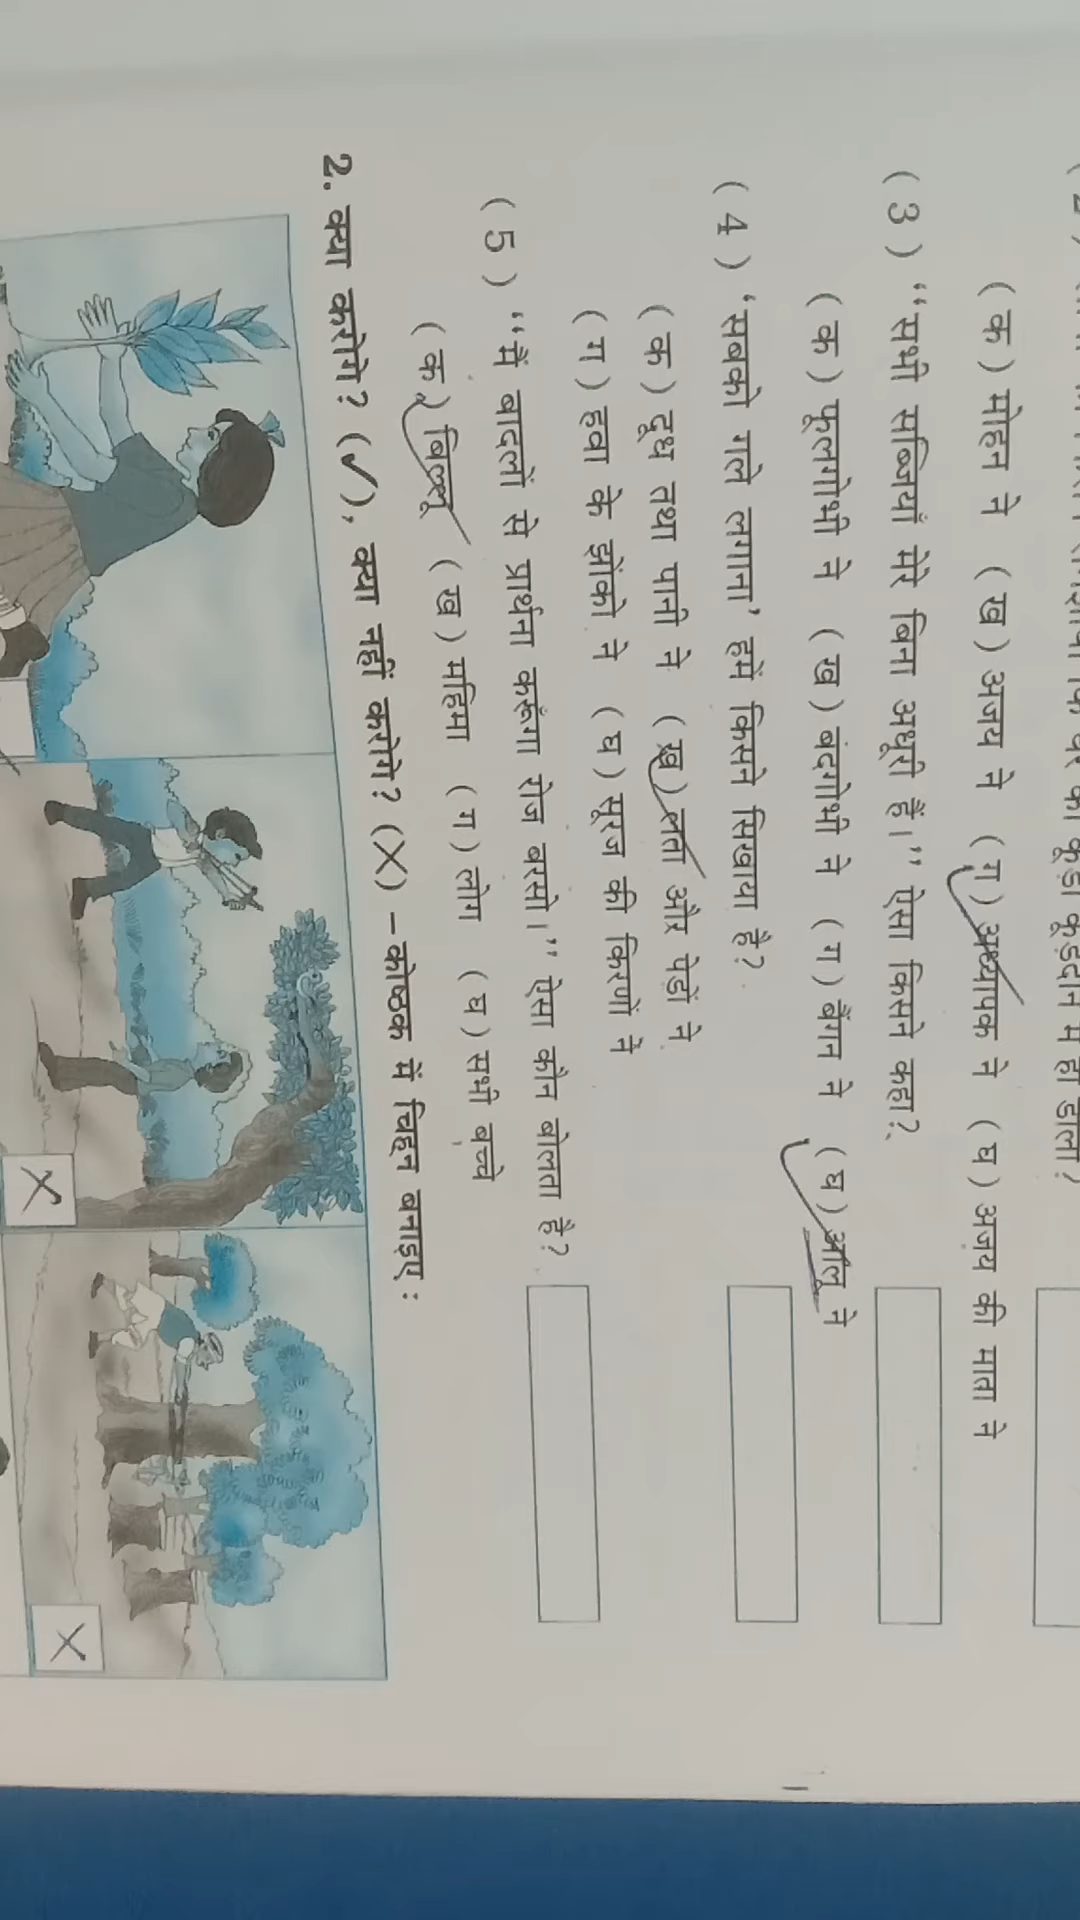 ( 2 ) की कूड़ा कूड़ेदान में ही डाला?
( क ) मोहन ने ( ख ) अजय ने ( ग ) अध्यापक ने ( घ ) अजय की माता ने
( 3 ) “सभी सब्जियां मेरे बिना अधूरी हैं।” ऐसा किसने कहा?
( क ) फूलगोभी ने ( ख ) बंदगोभी ने ( ग ) बैंगन ने ( घ ) आलू ने
( 4 ) ‘सबको गले लगाना’ हमें किसने सिखाया है?
( क ) दूध तथा पानी ने ( ख ) लता और पेड़ों ने
( ग ) हवा के झोंको ने ( घ ) सूरज की किरणों ने
( 5 ) “मैं बादलों से प्रार्थना करूंगा रोज बरसो।” ऐसा कौन बोलता है?
( क ) बिल्लू ( ख ) महिमा ( ग ) लोग ( घ ) सभी बच्चे
2. क्या करोगे? (✓), क्या नहीं करोगे? (X) – कोष्ठक में चिह्न बनाइए :
X
X